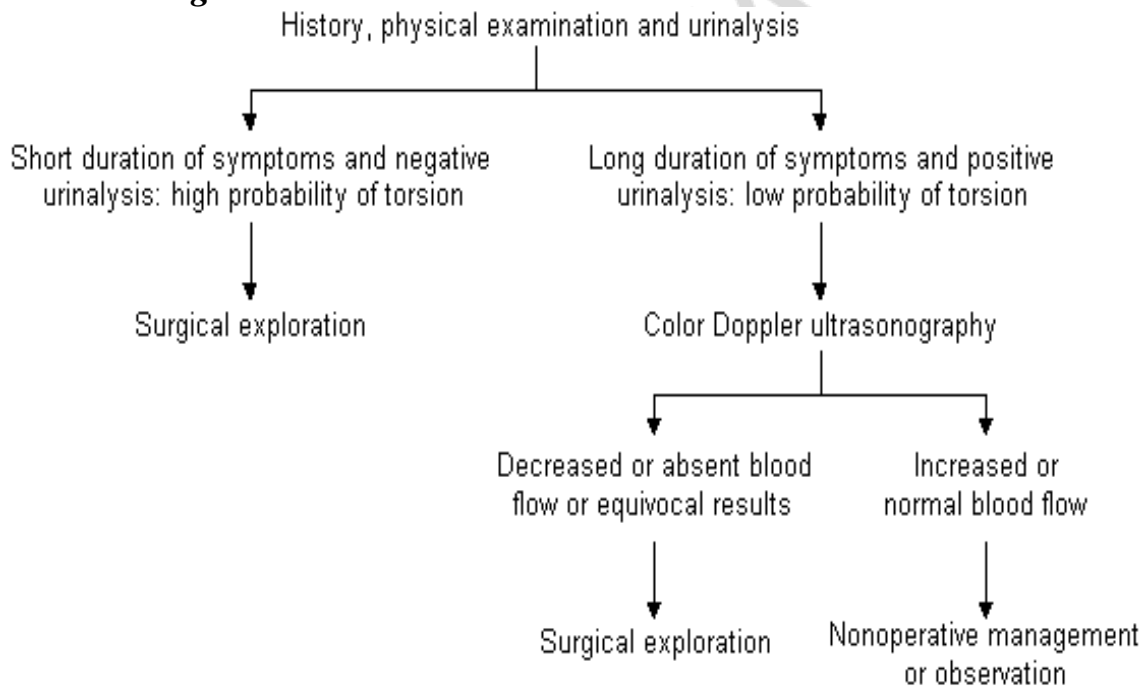 History, physical examination and urinalysis
Short duration of symptoms and negative
urinalysis: high probability of torsion
Long duration of symptoms and positive
urinalysis: low probability of torsion
Surgical exploration
Color Doppler ultrasonography
Decreased or absent blood
flow or equivocal results
Increased or
normal blood flow
Surgical exploration
Nonoperative management
or observation